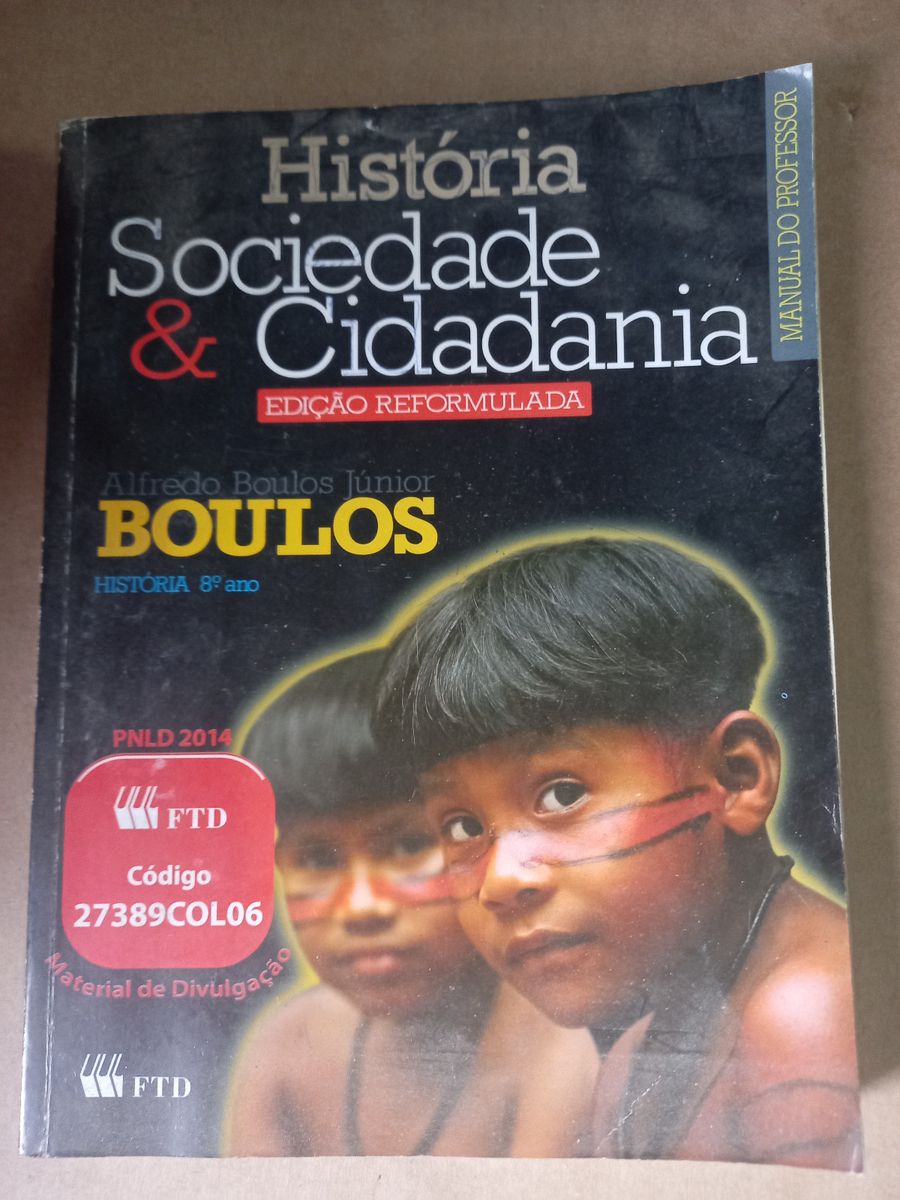 História
Sociedade
& Cidadania
EDIÇÃO REFORMULADA
MANUAL DO PROFESSOR
Alfredo Boulos Júnior
BOULOS
HISTÓRIA 8º ano
PNLD 2014
FTD
Código
27389COL06
Material de Divulgação
FTD